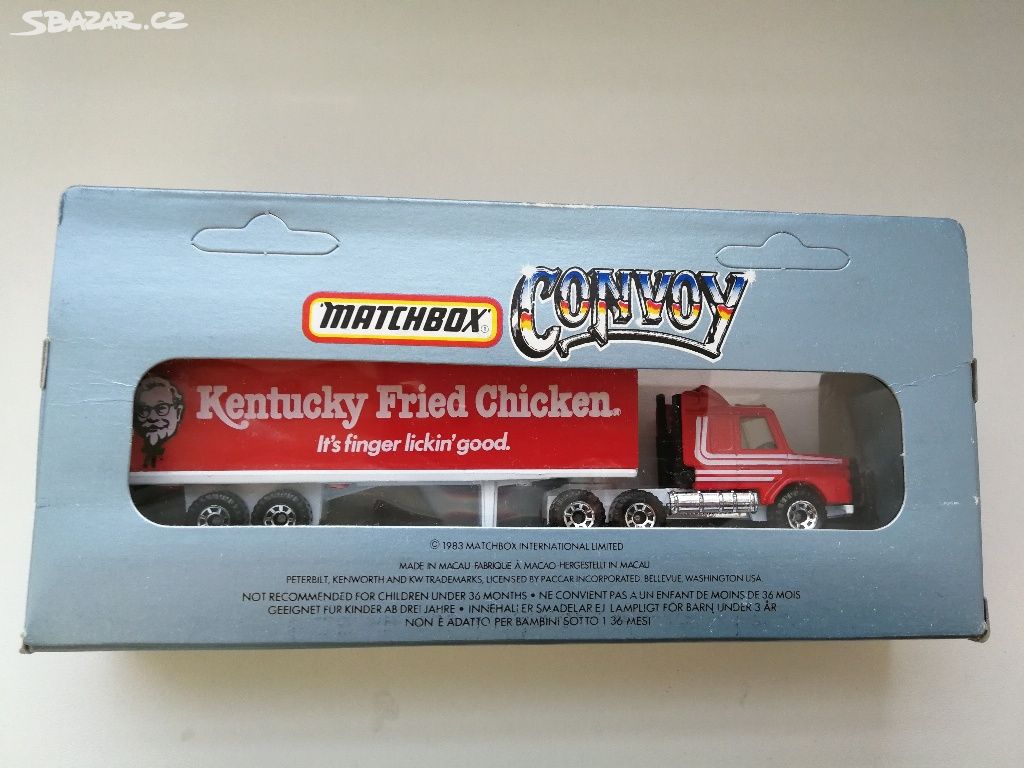 SBAZAR.CZ
MATCHBOX®
CONVOY
Kentucky Fried Chicken®
It's finger lickin' good.
© 1983 MATCHBOX INTERNATIONAL LIMITED
MADE IN MACAU·FABRIQUE À MACAO·HERGESTELLT IN MACAU
PETERBILT, KENWORTH AND KW TRADEMARKS, LICENSED BY PACCAR INCORPORATED. BELLEVUE, WASHINGTON USA.
NOT RECOMMENDED FOR CHILDREN UNDER 36 MONTHS • NE CONVIENT PAS A UN ENFANT DE MOINS DE 36 MOIS
GEEIGNET FÜR KINDER AB DREI JAHRE • INNEHÅLLER SMÅDELAR EJ LÄMPLIGT FÖR BARN UNDER 3 ÅR
NON È ADATTO PER BAMBINI SOTTO I 36 MESI